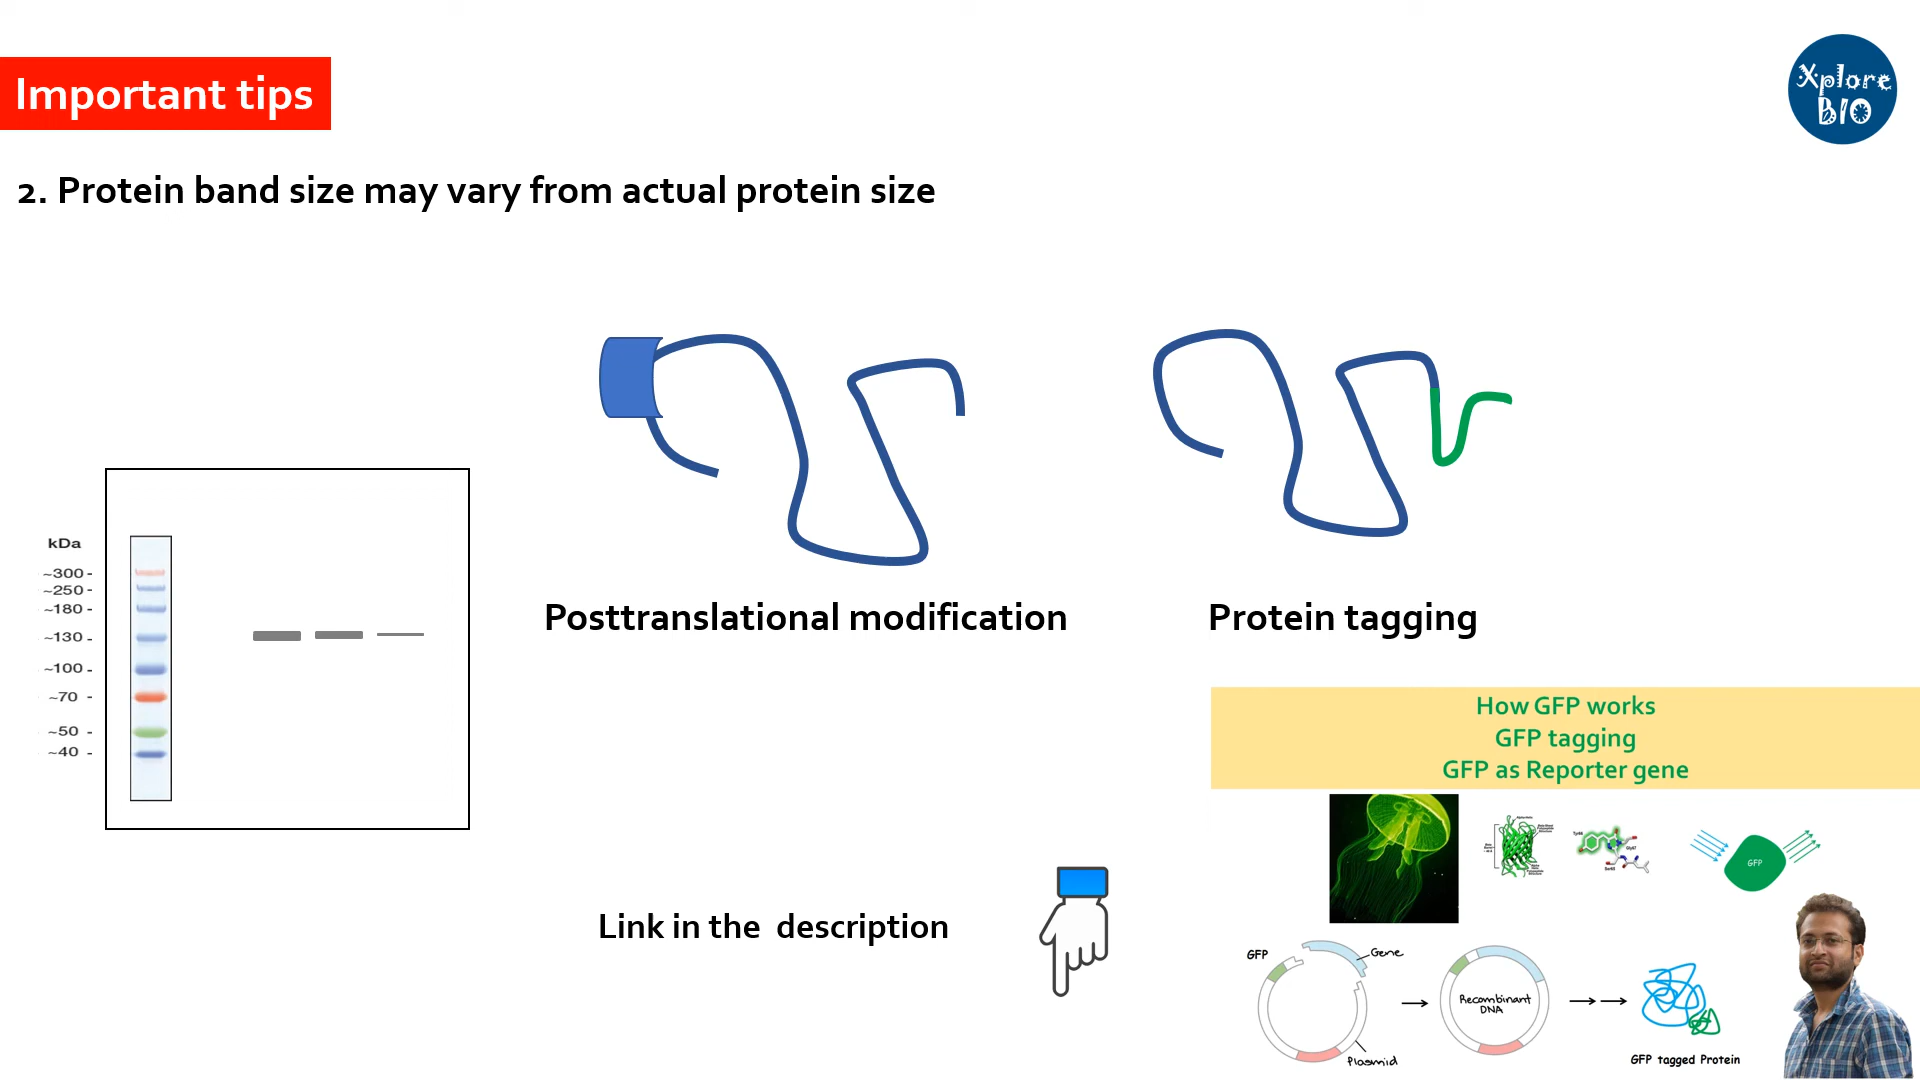 Important tips
Xplore
BIO
2. Protein band size may vary from actual protein size
kDa
~300-
~250-
~180-
~130-
~100-
~70 -
~50 -
~40 -
Posttranslational modification
Protein tagging
How GFP works
GFP tagging
GFP as Reporter gene
GFP
Link in the description
GFP
Gene
Plasmid
Recombinant
DNA
GFP tagged Protein